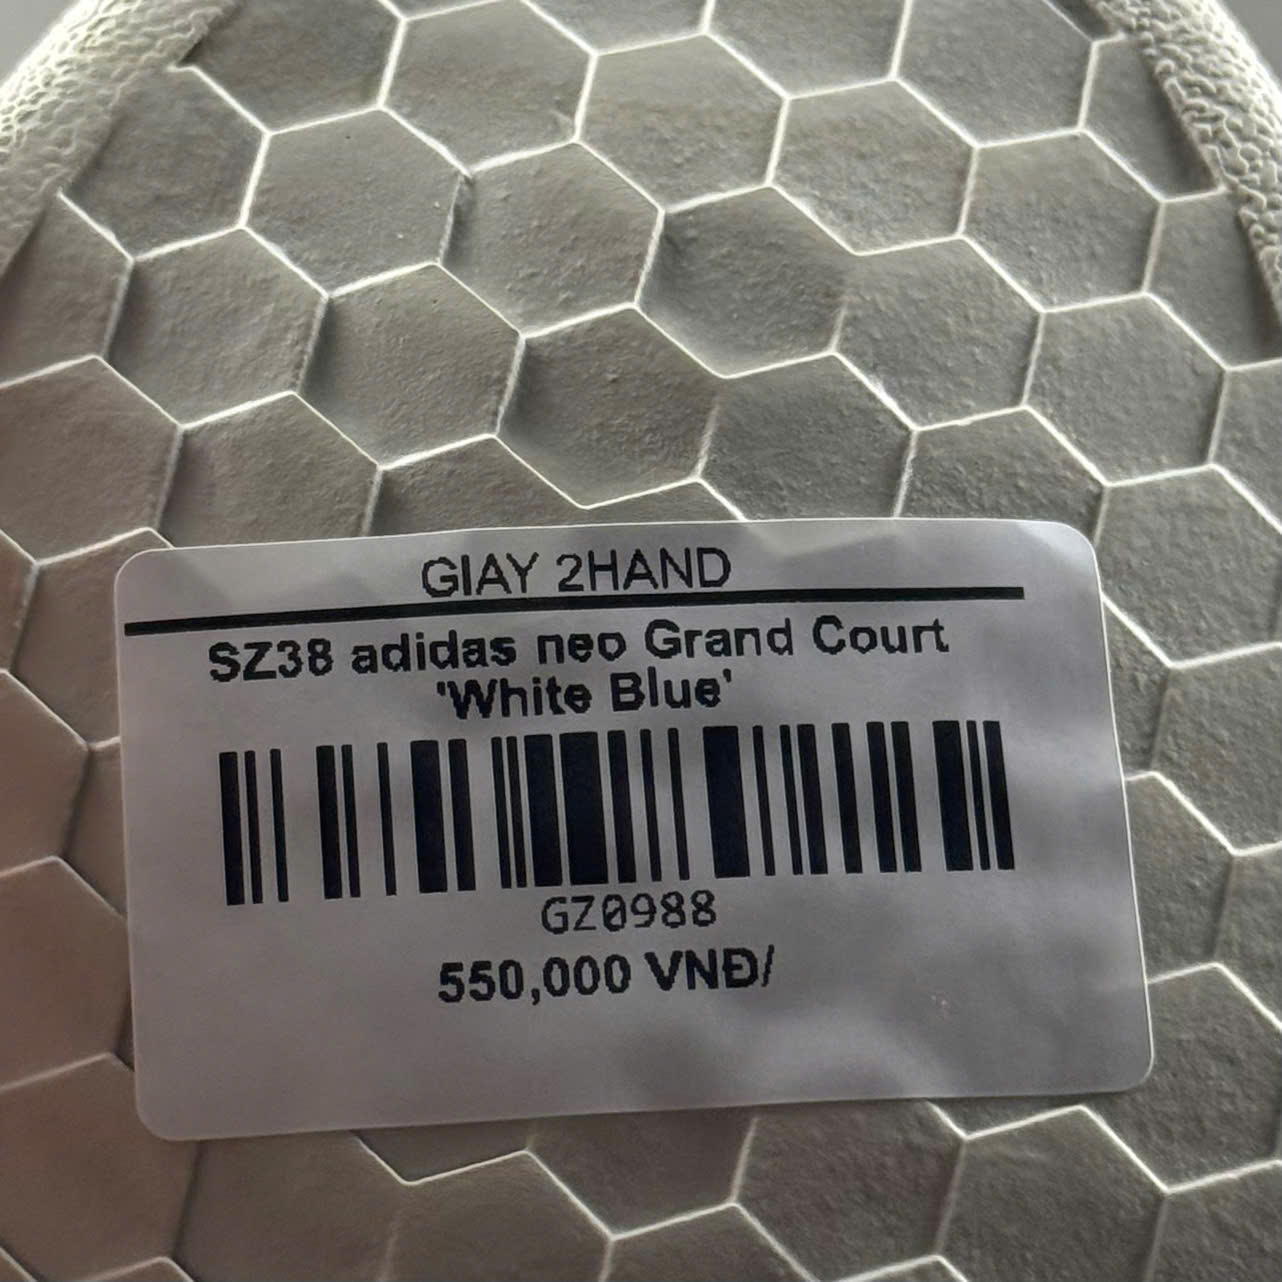 GIAY 2HAND
SZ38 adidas neo Grand Court
'White Blue'
GZ0988
550,000 VNĐ/